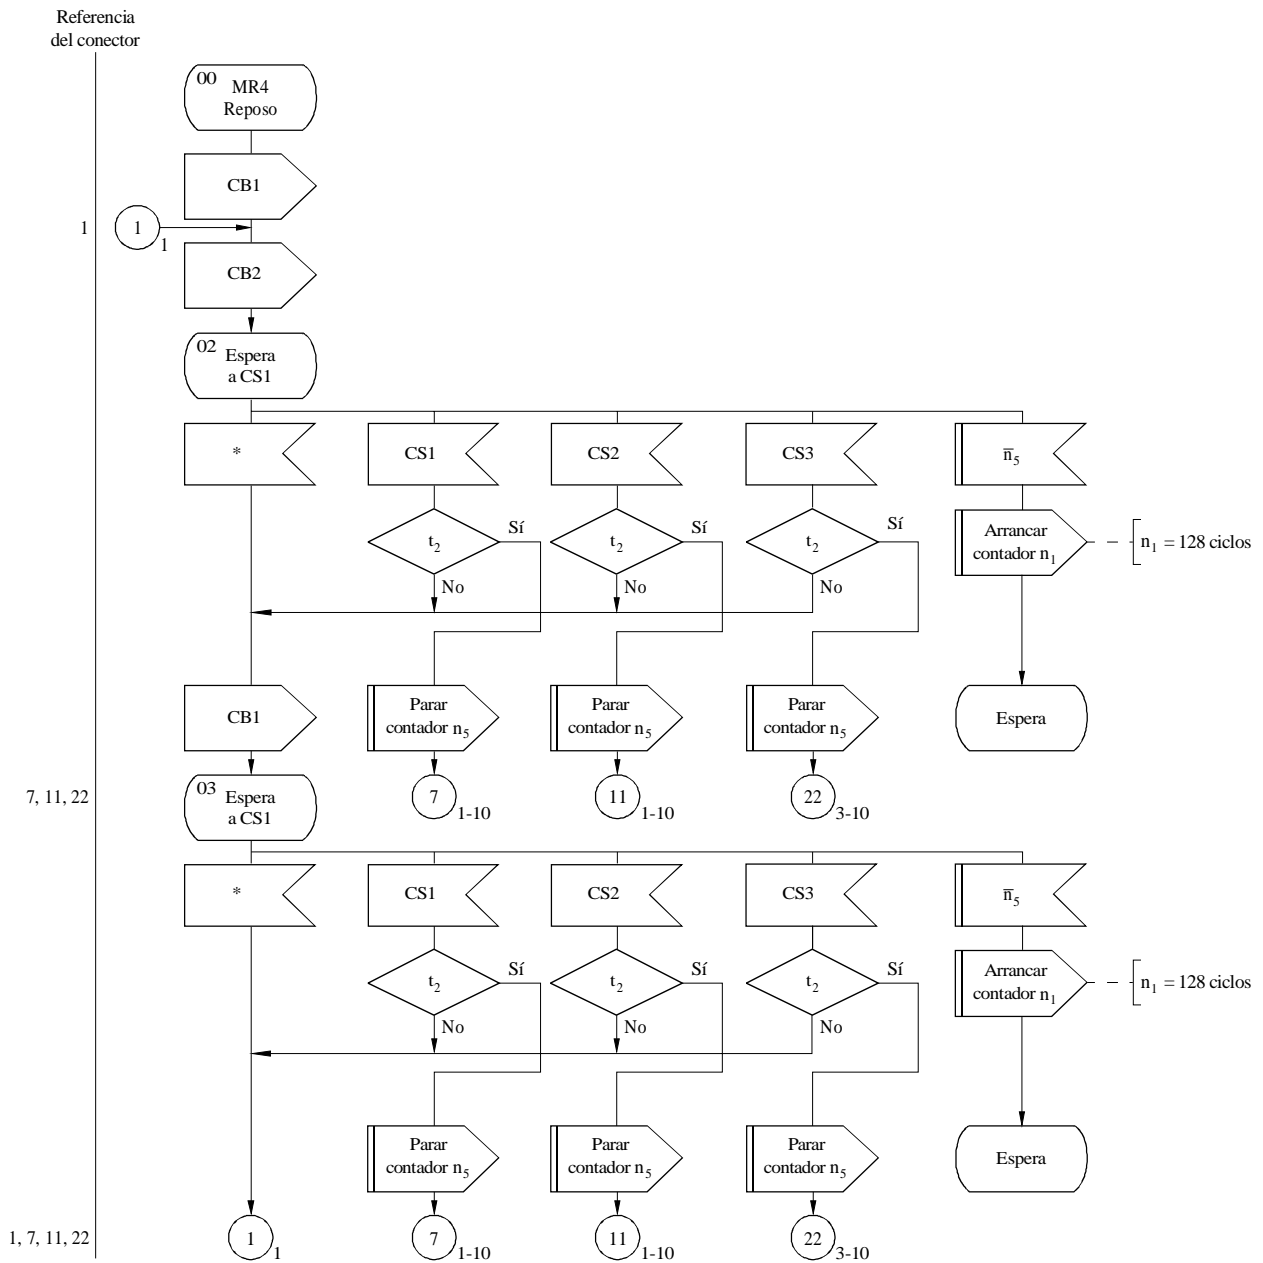 Referencia
del conector
00
MR4
Reposo
CB1
1
1
1
CB2
02
Espera
a CS1
*
CS1
CS2
CS3
n̅5
t2
Sí
t2
Sí
t2
Sí
Arrancar
contador n1
n1 = 128 ciclos
No
No
No
CB1
Parar
contador n5
Parar
contador n5
Parar
contador n5
Espera
7, 11, 22
03
Espera
a CS1
7
1-10
11
1-10
22
3-10
*
CS1
CS2
CS3
n̅5
t2
Sí
t2
Sí
t2
Sí
Arrancar
contador n1
n1 = 128 ciclos
No
No
No
Parar
contador n5
Parar
contador n5
Parar
contador n5
Espera
1, 7, 11, 22
1
1
7
1-10
11
1-10
22
3-10